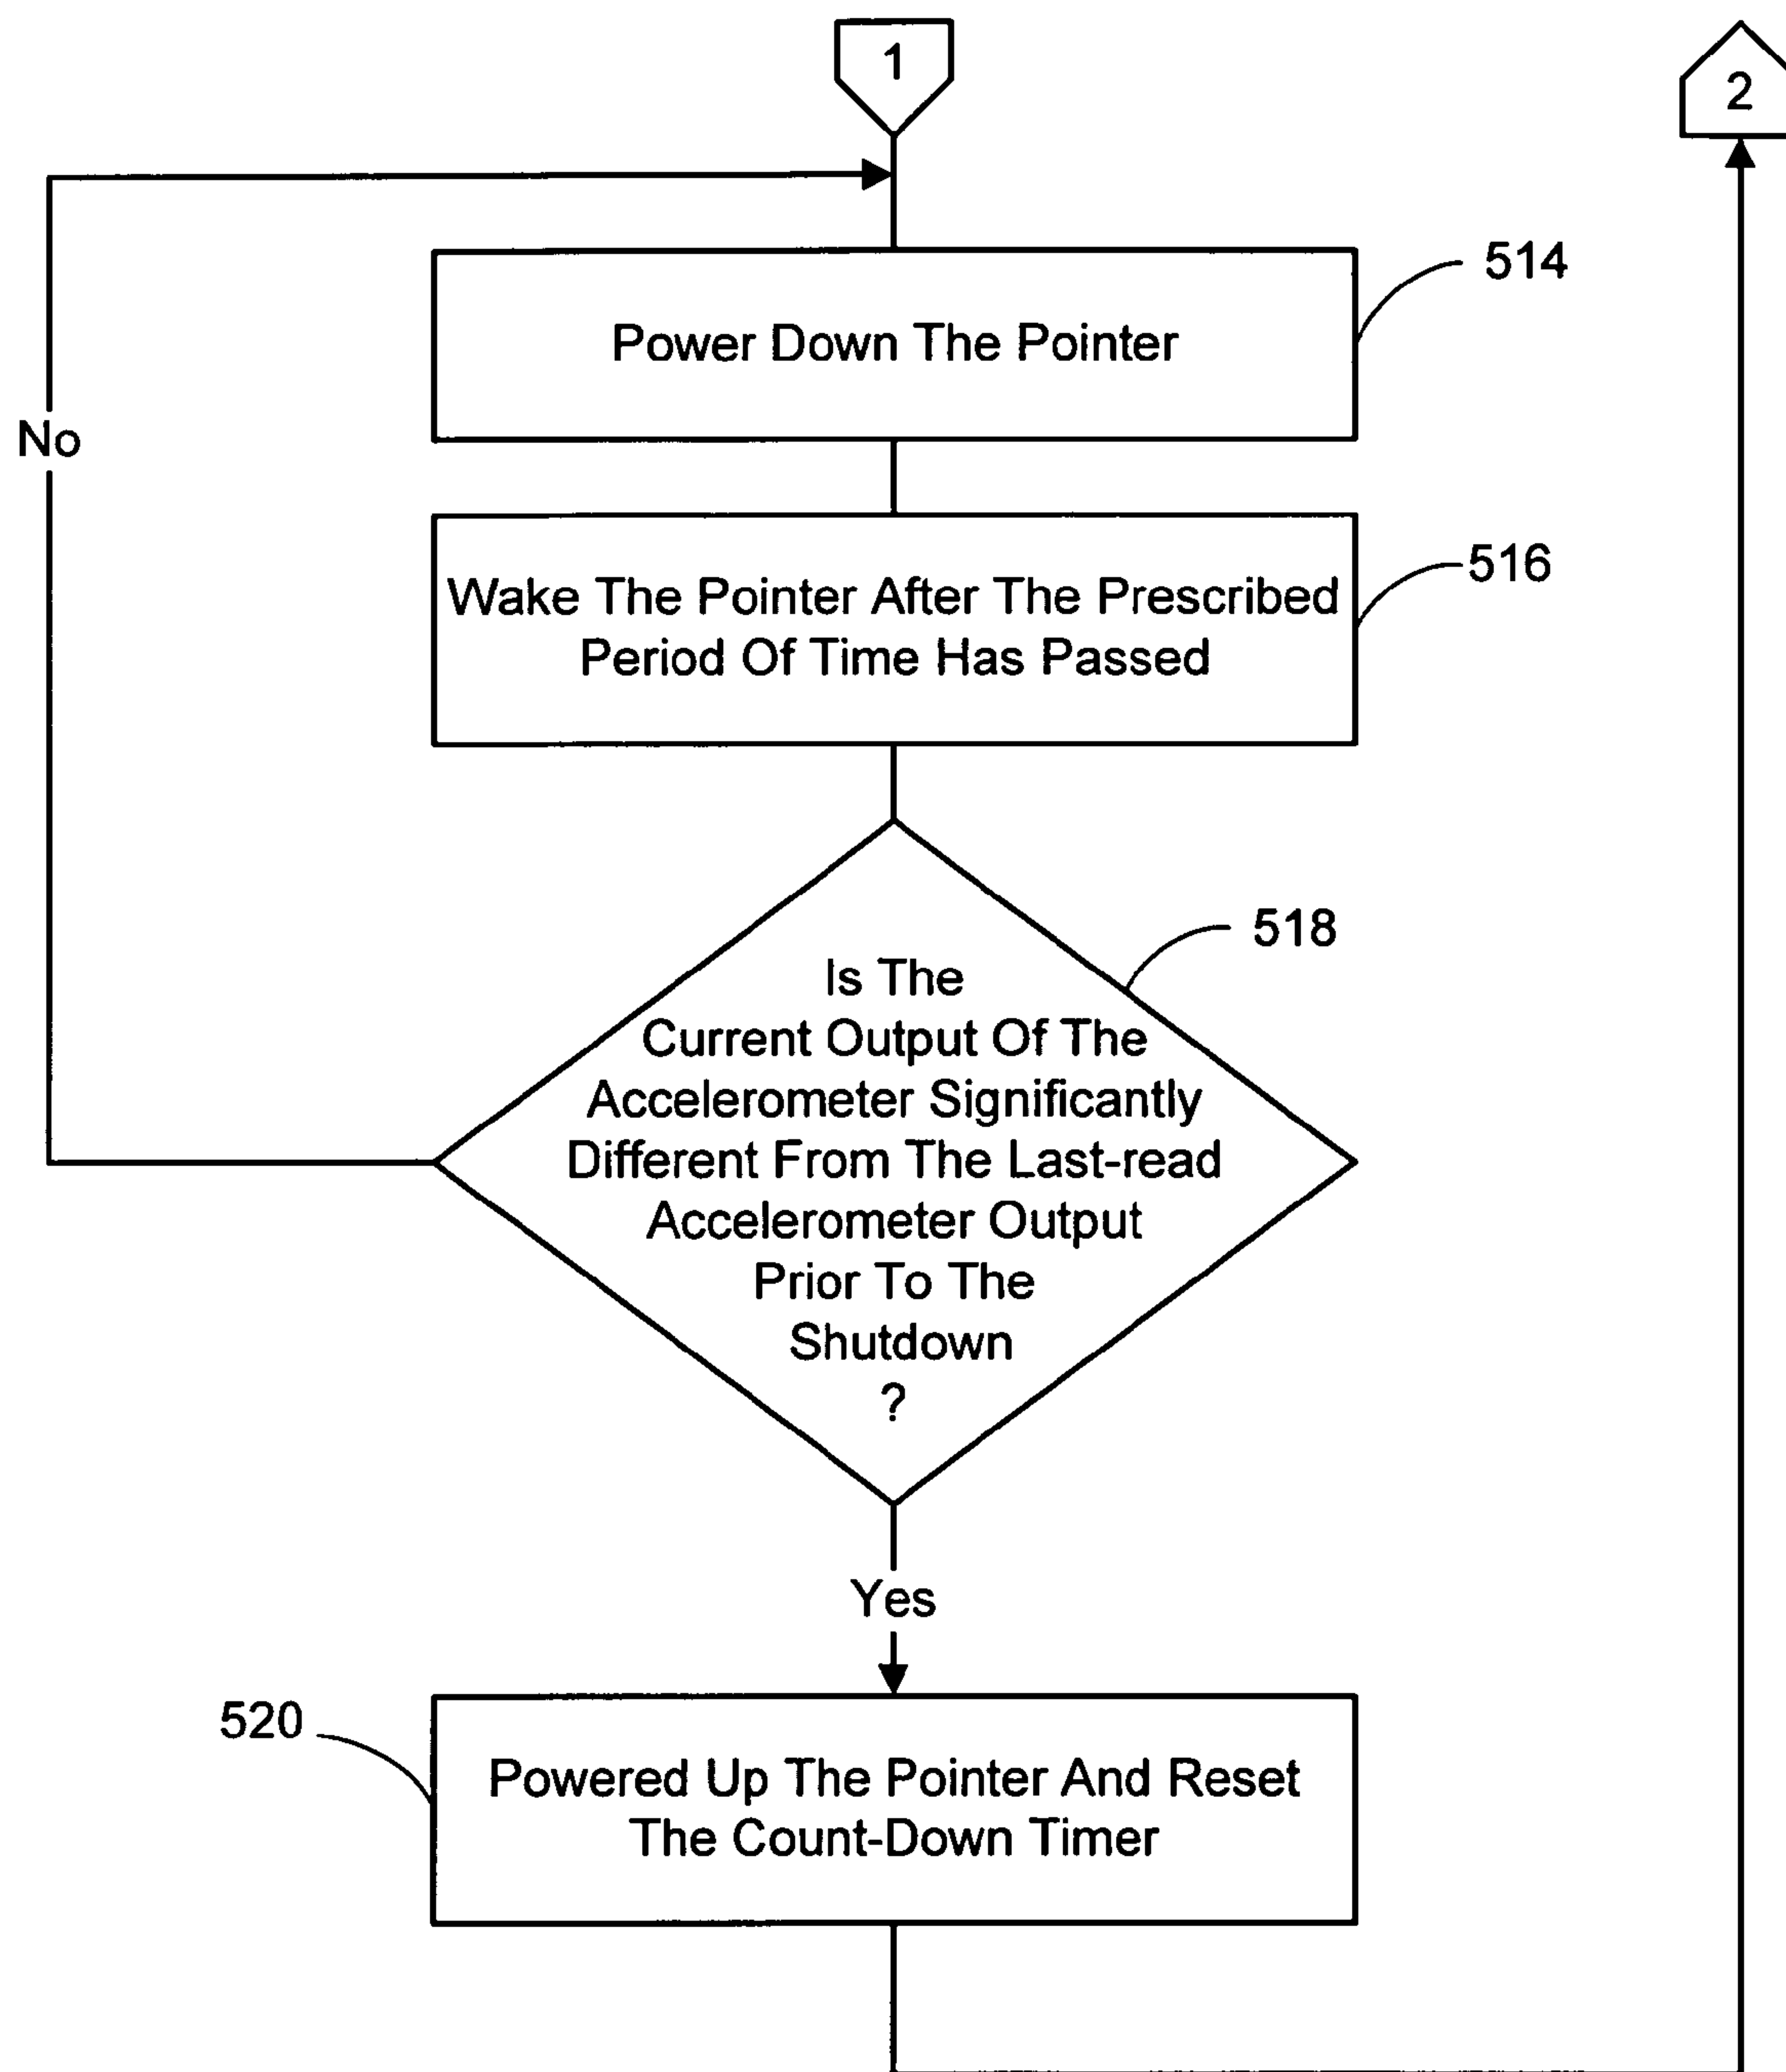 1
2
514
Power Down The Pointer
No
516
Wake The Pointer After The Prescribed
Period Of Time Has Passed
518
Is The
Current Output Of The
Accelerometer Significantly
Different From The Last-read
Accelerometer Output
Prior To The
Shutdown
?
Yes
520
Powered Up The Pointer And Reset
The Count-Down Timer